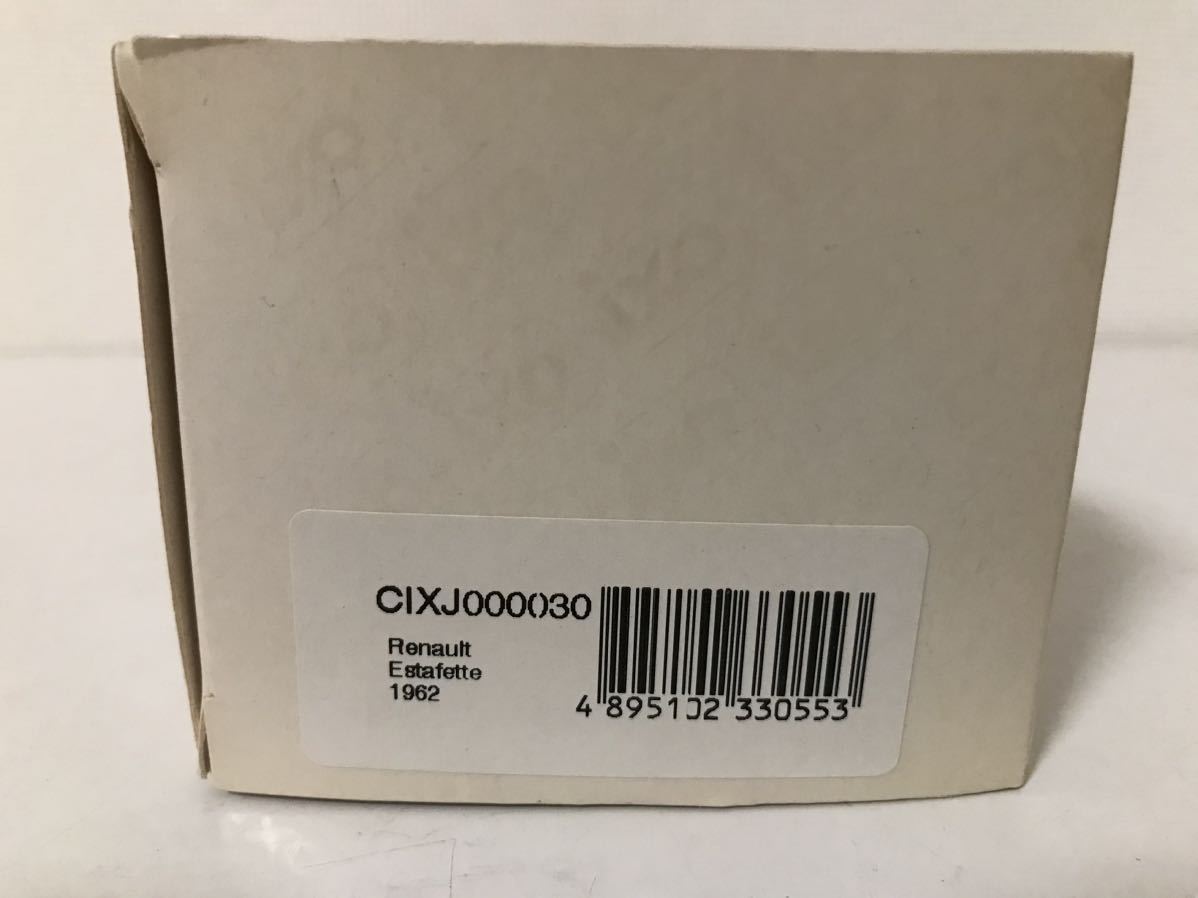 CIXJ000030
Renault
Estafette
1962
4 895102 330553